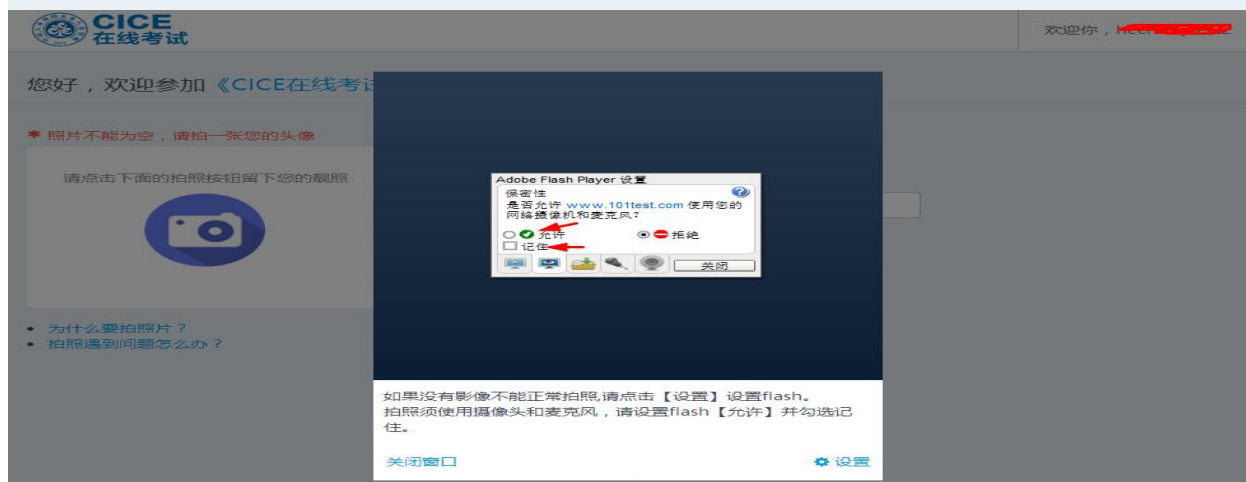 CICE
在线考试
欢迎你，
您好，欢迎参加《CICE在线考试
* 照片不能为空，请拍一张您的头像
请点击下面的拍照按钮留下您的靓照
为什么要拍照片？
拍照遇到问题怎么办？
Adobe Flash Player 设置
保密性
是否允许 www.101test.com 使用您的
网络摄像机和麦克风？
允许 拒绝
记住
关闭
如果没有影像不能正常拍照,请点击【设置】设置flash。
拍照须使用摄像头和麦克风，请设置flash【允许】并勾选记
住。
关闭窗口 设置